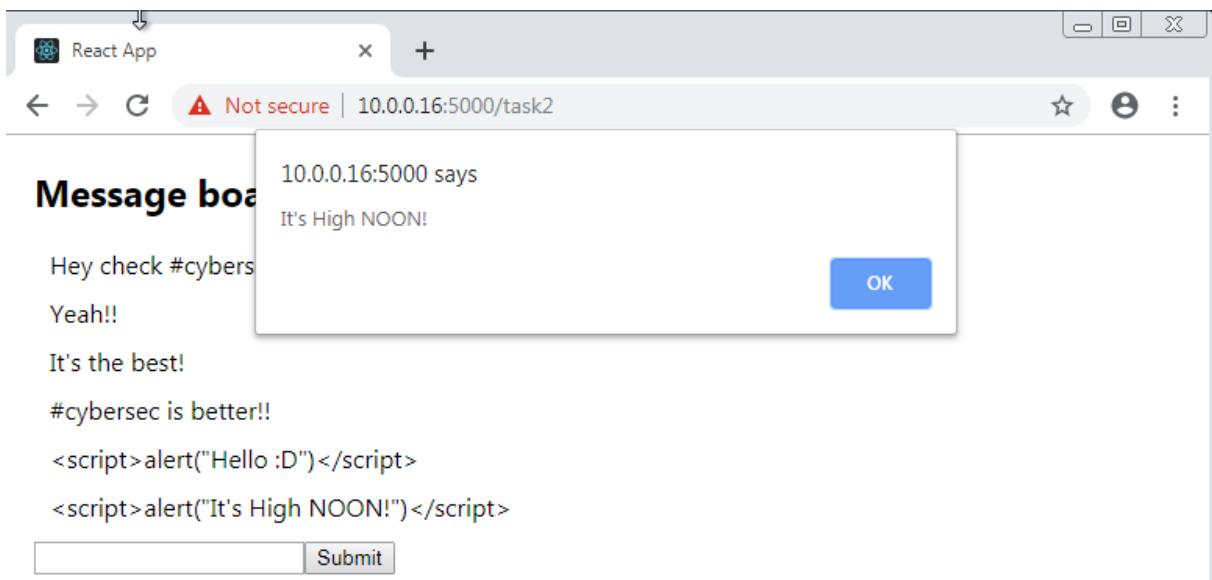 React App
Not secure | 10.0.0.16:5000/task2
10.0.0.16:5000 says
It's High NOON!
OK
Message boa
Hey check #cybers
Yeah!!
It's the best!
#cybersec is better!!
<script>alert("Hello :D")</script>
<script>alert("It's High NOON!")</script>
Submit